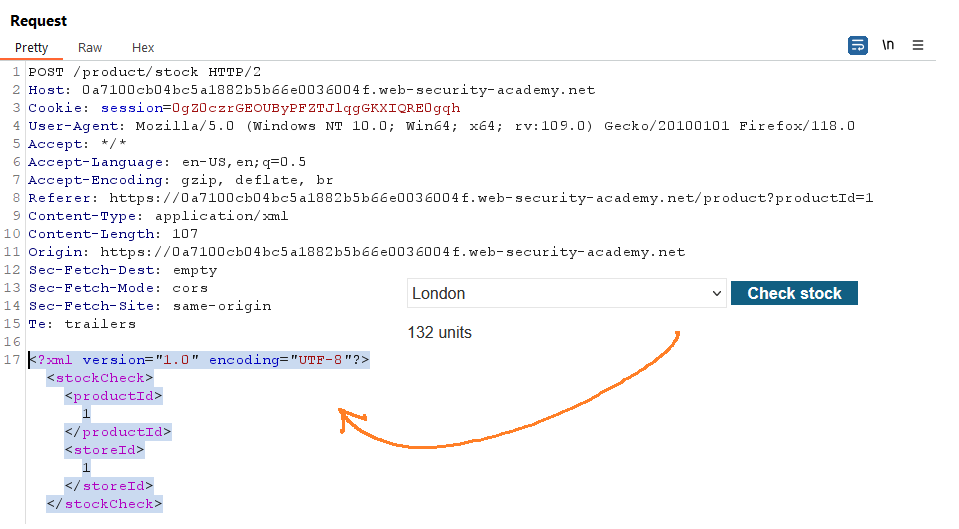 Request
Pretty Raw Hex
\n
1 POST /product/stock HTTP/2
2 Host: 0a7100cb04bc5a1882b5b66e0036004f.web-security-academy.net
3 Cookie: session=0gZ0czrGEOUByPFZTJlqgGKXIQRE0gqh
4 User-Agent: Mozilla/5.0 (Windows NT 10.0; Win64; x64; rv:109.0) Gecko/20100101 Firefox/118.0
5 Accept: */*
6 Accept-Language: en-US,en;q=0.5
7 Accept-Encoding: gzip, deflate, br
8 Referer: https://0a7100cb04bc5a1882b5b66e0036004f.web-security-academy.net/product?productId=1
9 Content-Type: application/xml
10 Content-Length: 107
11 Origin: https://0a7100cb04bc5a1882b5b66e0036004f.web-security-academy.net
12 Sec-Fetch-Dest: empty
13 Sec-Fetch-Mode: cors
14 Sec-Fetch-Site: same-origin
15 Te: trailers
16
17 <?xml version="1.0" encoding="UTF-8"?>
<stockCheck>
<productId>
1
</productId>
<storeId>
1
</storeId>
</stockCheck>
London
Check stock
132 units